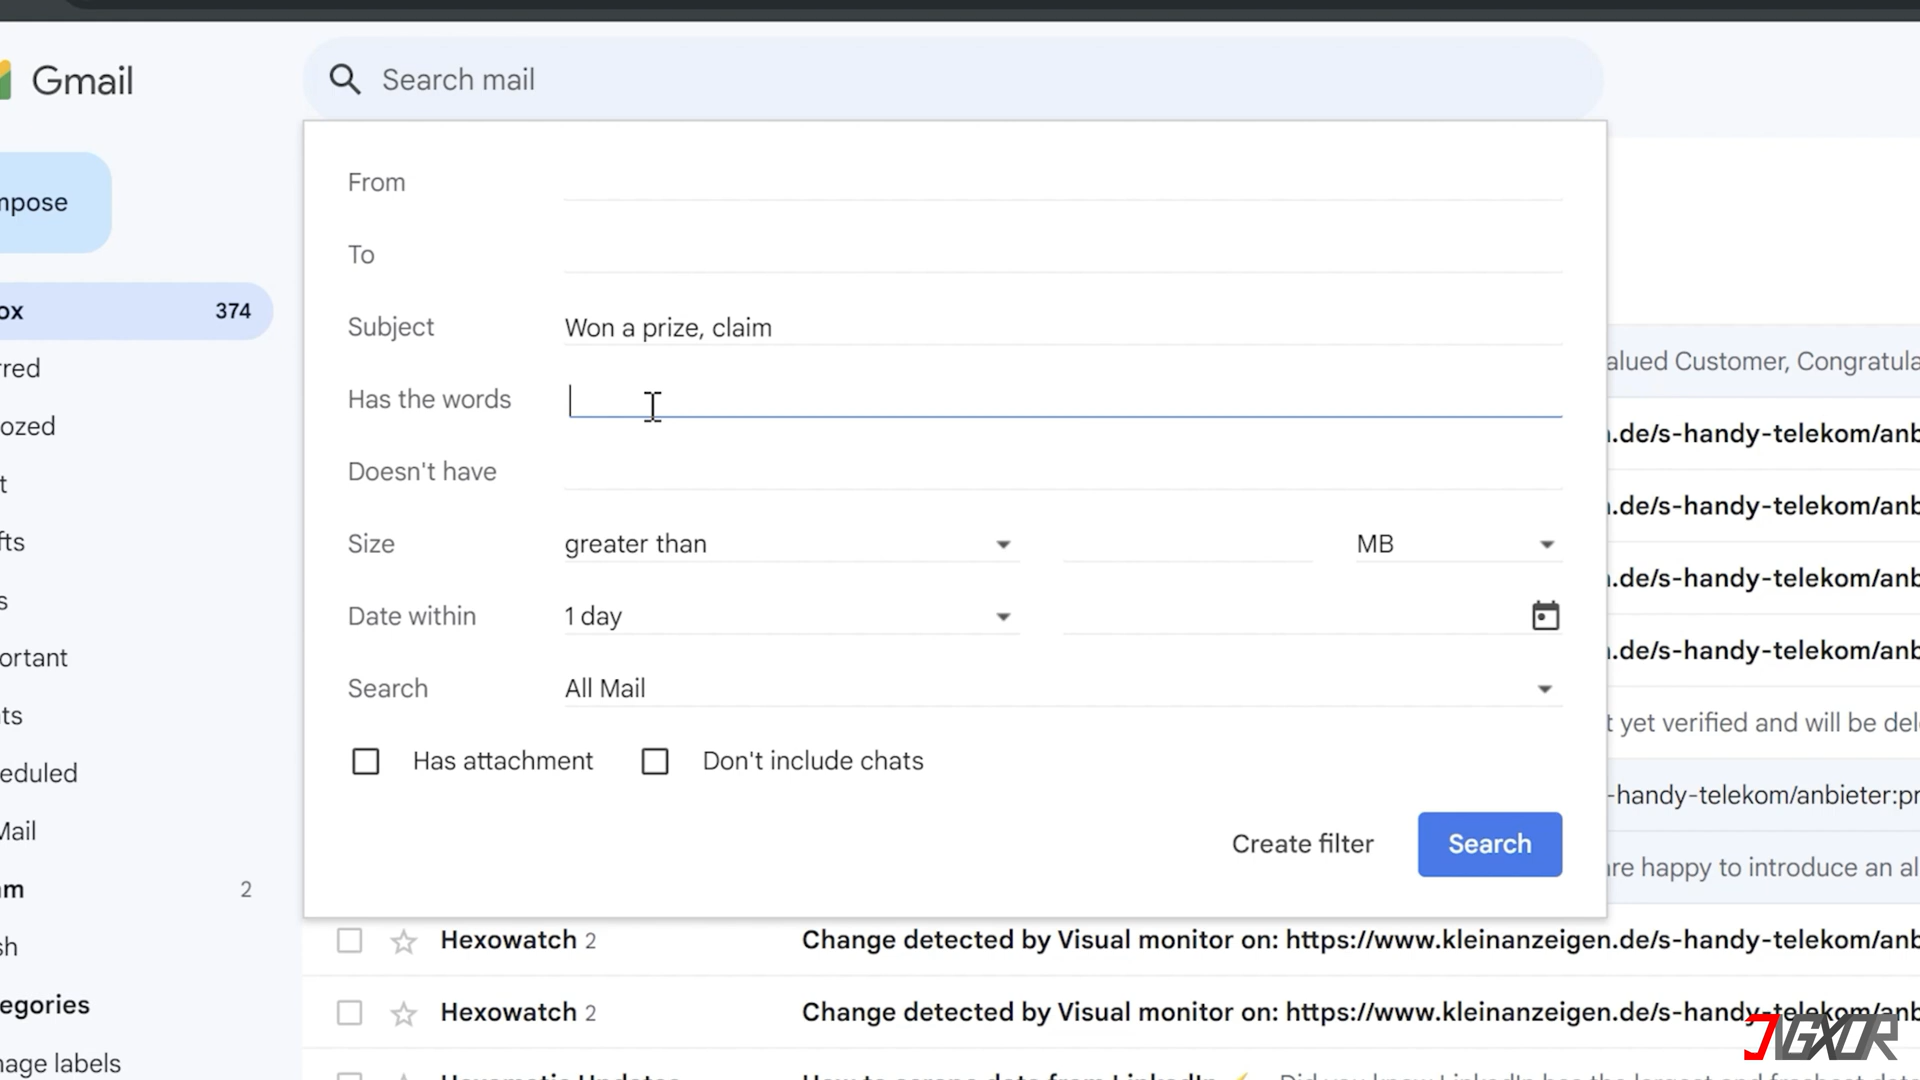 Gmail
Search mail
mpose
From
To
ox 374
Subject Won a prize, claim
rred
alued Customer, Congratula
Has the words
ozed
.de/s-handy-telekom/anb
Doesn't have
t
.de/s-handy-telekom/anb
Size greater than MB
fts
.de/s-handy-telekom/anb
Date within 1 day
s
.de/s-handy-telekom/anb
ortant
Search All Mail
ts
t yet verified and will be del
Has attachment Don't include chats
eduled
-handy-telekom/anbieter:pr
Mail
Create filter Search
re happy to introduce an al
am 2
sh
Hexowatch 2 Change detected by Visual monitor on: https://www.kleinanzeigen.de/s-handy-telekom/anb
egories
Hexowatch 2 Change detected by Visual monitor on: https://www.kleinanzeigen.de/s-handy-telekom/anb
nage labels
JIGXOR